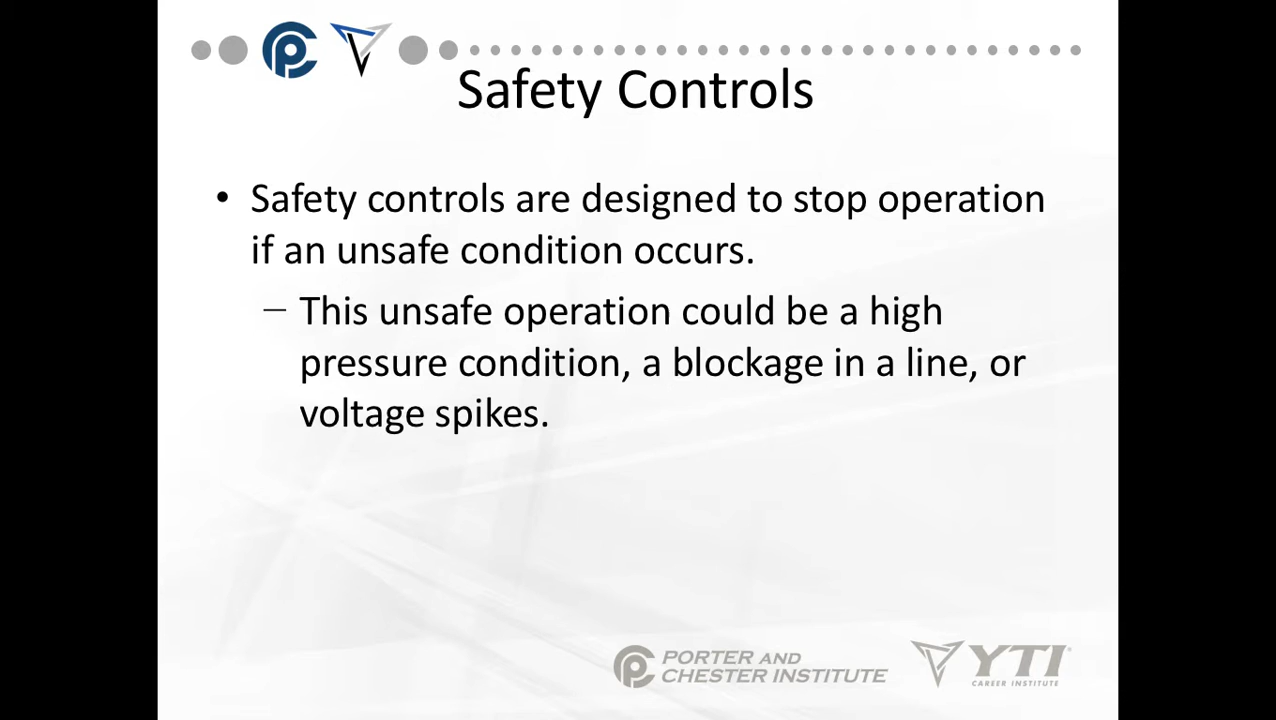 Safety Controls
• Safety controls are designed to stop operation
if an unsafe condition occurs.
– This unsafe operation could be a high
pressure condition, a blockage in a line, or
voltage spikes.
PORTER AND
CHESTER INSTITUTE
YTI®
CAREER INSTITUTE